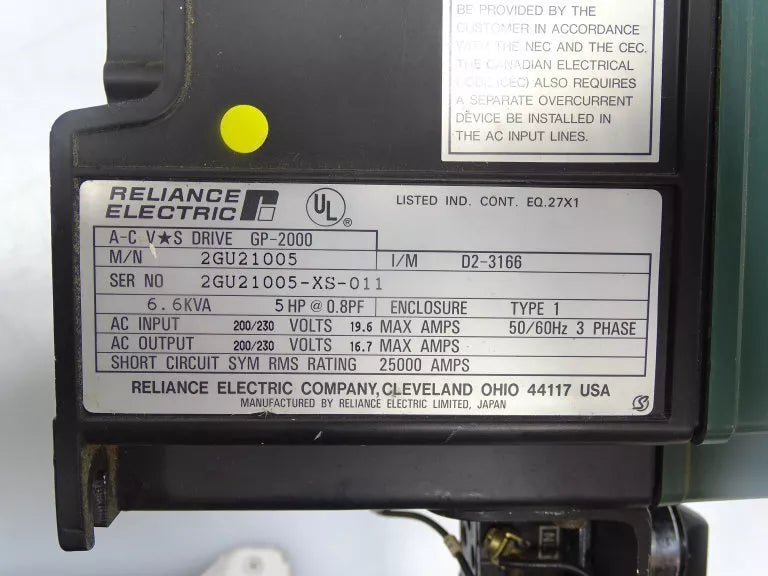 BE PROVIDED BY THE
CUSTOMER IN ACCORDANCE
WITH THE NEC AND THE CEC.
THE CANADIAN ELECTRICAL
CODE (CEC) ALSO REQUIRES
A SEPARATE OVERCURRENT
DEVICE BE INSTALLED IN
THE AC INPUT LINES.
RELIANCE
ELECTRIC
UL ®
LISTED IND. CONT. EQ.27X1
A-C V★S DRIVE GP-2000
M/N 2GU21005 I/M D2-3166
SER NO 2GU21005-XS-011
6.6KVA 5HP@0.8PF ENCLOSURE TYPE 1
AC INPUT 200/230 VOLTS 19.6 MAX AMPS 50/60Hz 3 PHASE
AC OUTPUT 200/230 VOLTS 16.7 MAX AMPS
SHORT CIRCUIT SYM RMS RATING 25000 AMPS
RELIANCE ELECTRIC COMPANY,CLEVELAND OHIO 44117 USA
MANUFACTURED BY RELIANCE ELECTRIC LIMITED, JAPAN